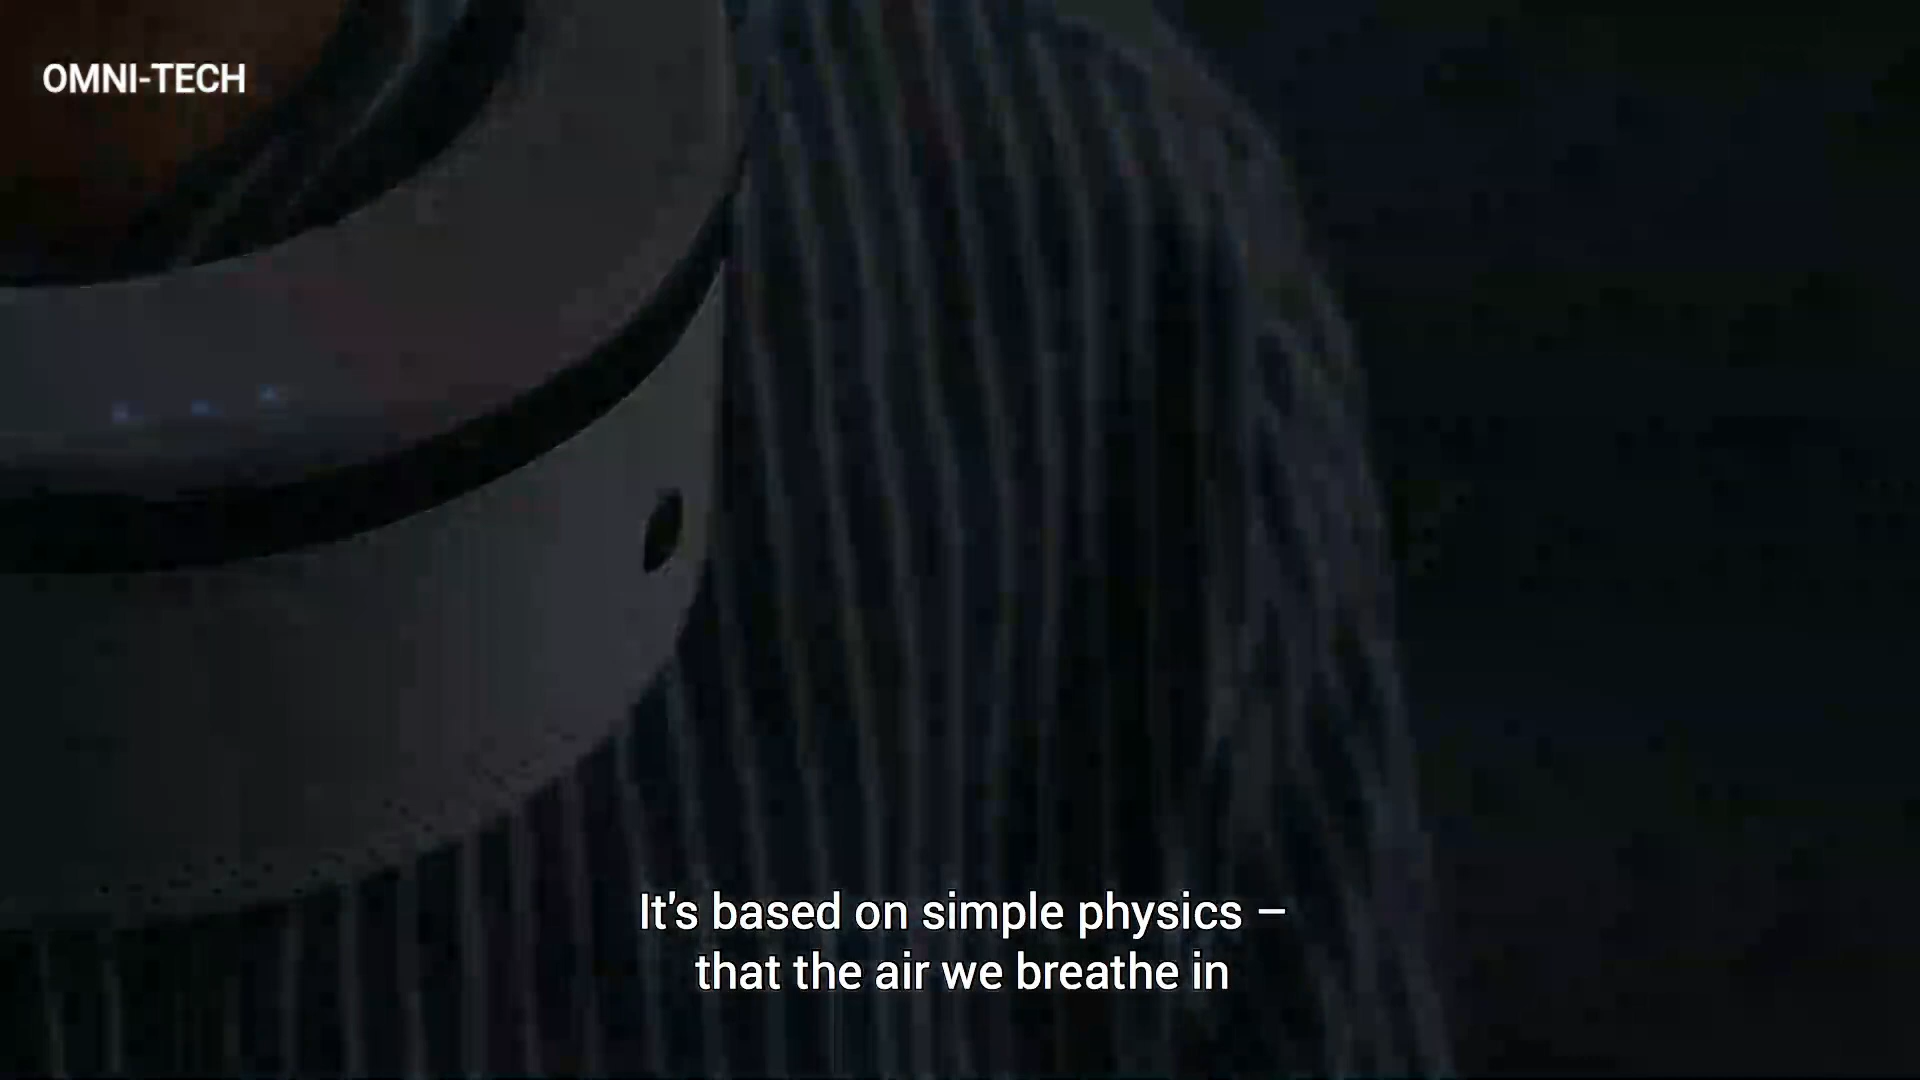 OMNI-TECH
It's based on simple physics –
that the air we breathe in